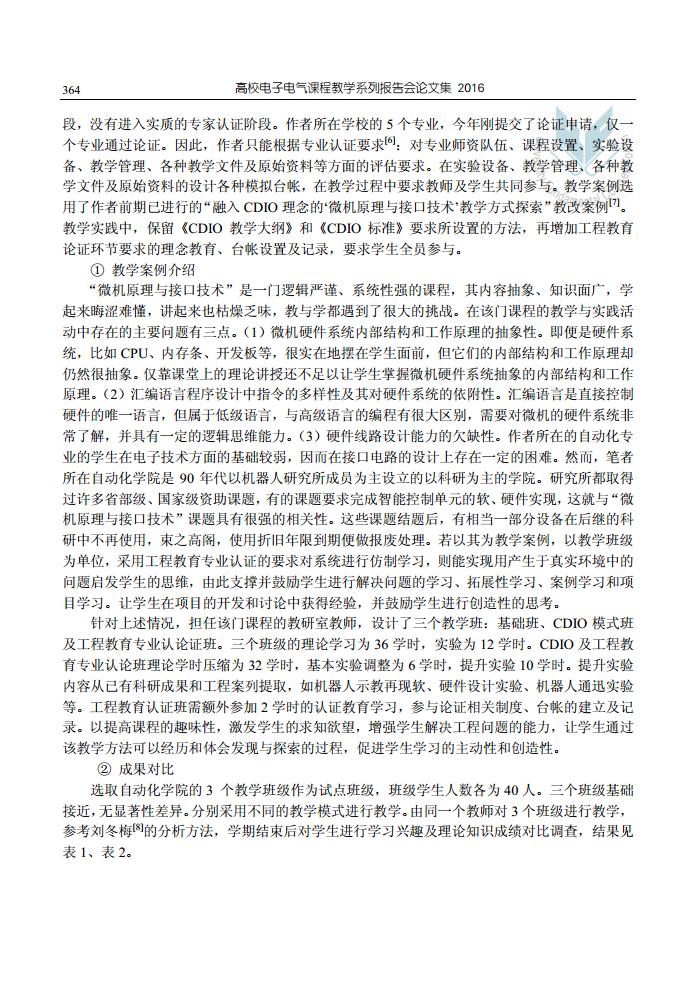 364
高校电子电气课程教学系列报告会论文集 2016
段，没有进入实质的专家认证阶段。作者所在学校的 5 个专业，今年刚提交了论证申请，仅一
个专业通过论证。因此，作者只能根据专业认证要求[6]：对专业师资队伍、课程设置、实验设
备、教学管理、各种教学文件及原始资料等方面的评估要求。在实验设备、教学管理、各种教
学文件及原始资料的设计各种模拟台帐，在教学过程中要求教师及学生共同参与。教学案例选
用了作者前期已进行的“融入 CDIO 理念的‘微机原理与接口技术’教学方式探索”教改案例[7]。
教学实践中，保留《CDIO 教学大纲》和《CDIO 标准》要求所设置的方法，再增加工程教育
论证环节要求的理念教育、台帐设置及记录，要求学生全员参与。
① 教学案例介绍
“微机原理与接口技术”是一门逻辑严谨、系统性强的课程，其内容抽象、知识面广，学
起来晦涩难懂，讲起来也枯燥乏味，教与学都遇到了很大的挑战。在该门课程的教学与实践活
动中存在的主要问题有三点。（1）微机硬件系统内部结构和工作原理的抽象性。即便是硬件系
统，比如 CPU、内存条、开发板等，很实在地摆在学生面前，但它们的内部结构和工作原理却
仍然很抽象。仅靠课堂上的理论讲授还不足以让学生掌握微机硬件系统抽象的内部结构和工作
原理。（2）汇编语言程序设计中指令的多样性及其对硬件系统的依附性。汇编语言是直接控制
硬件的唯一语言，但属于低级语言，与高级语言的编程有很大区别，需要对微机的硬件系统非
常了解，并具有一定的逻辑思维能力。（3）硬件线路设计能力的欠缺性。作者所在的自动化专
业的学生在电子技术方面的基础较弱，因而在接口电路的设计上存在一定的困难。然而，笔者
所在自动化学院是 90 年代以机器人研究所成员为主设立的以科研为主的学院。研究所都取得
过许多省部级、国家级资助课题，有的课题要求完成智能控制单元的软、硬件实现，这就与“微
机原理与接口技术”课题具有很强的相关性。这些课题结题后，有相当一部分设备在后继的科
研中不再使用，束之高阁，使用折旧年限到期便做报废处理。若以其为教学案例，以教学班级
为单位，采用工程教育专业认证的要求对系统进行仿制学习，则能实现用产生于真实环境中的
问题启发学生的思维，由此支撑并鼓励学生进行解决问题的学习、拓展性学习、案例学习和项
目学习。让学生在项目的开发和讨论中获得经验，并鼓励学生进行创造性的思考。
针对上述情况，担任该门课程的教研室教师，设计了三个教学班：基础班、CDIO 模式班
及工程教育专业认论证班。三个班级的理论学习为 36 学时，实验为 12 学时。CDIO 及工程教
育专业认论班理论学时压缩为 32 学时，基本实验调整为 6 学时，提升实验 10 学时。提升实验
内容从已有科研成果和工程案列提取，如机器人示教再现软、硬件设计实验、机器人通迅实验
等。工程教育认证班需额外参加 2 学时的认证教育学习，参与论证相关制度、台帐的建立及记
录。以提高课程的趣味性，激发学生的求知欲望，增强学生解决工程问题的能力，让学生通过
该教学方法可以经历和体会发现与探索的过程，促进学生学习的主动性和创造性。
② 成果对比
选取自动化学院的 3 个教学班级作为试点班级，班级学生人数各为 40 人。三个班级基础
接近，无显著性差异。分别采用不同的教学模式进行教学。由同一个教师对 3 个班级进行教学，
参考刘冬梅[8]的分析方法，学期结束后对学生进行学习兴趣及理论知识成绩对比调查，结果见
表 1、表 2。